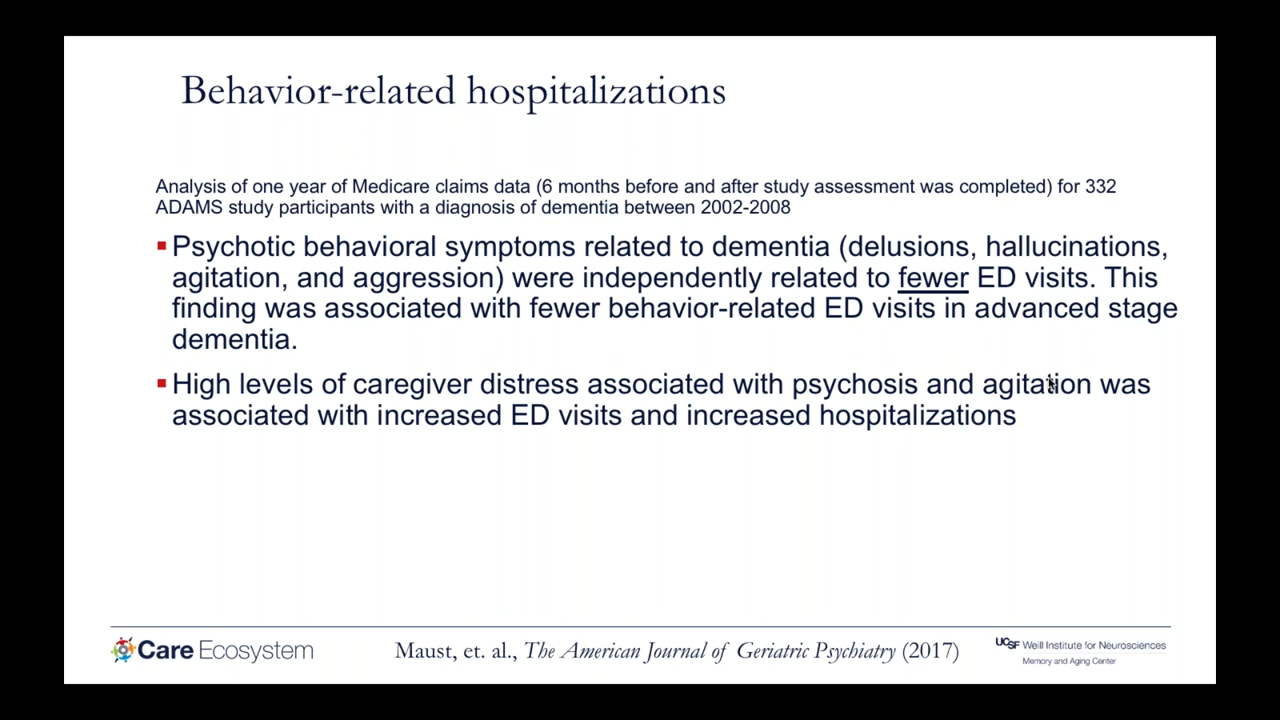 Behavior-related hospitalizations
Analysis of one year of Medicare claims data (6 months before and after study assessment was completed) for 332
ADAMS study participants with a diagnosis of dementia between 2002-2008
Psychotic behavioral symptoms related to dementia (delusions, hallucinations,
agitation, and aggression) were independently related to fewer ED visits. This
finding was associated with fewer behavior-related ED visits in advanced stage
dementia.
High levels of caregiver distress associated with psychosis and agitation was
associated with increased ED visits and increased hospitalizations
Care Ecosystem
Maust, et. al., The American Journal of Geriatric Psychiatry (2017)
UCSF Weill Institute for Neurosciences
Memory and Aging Center